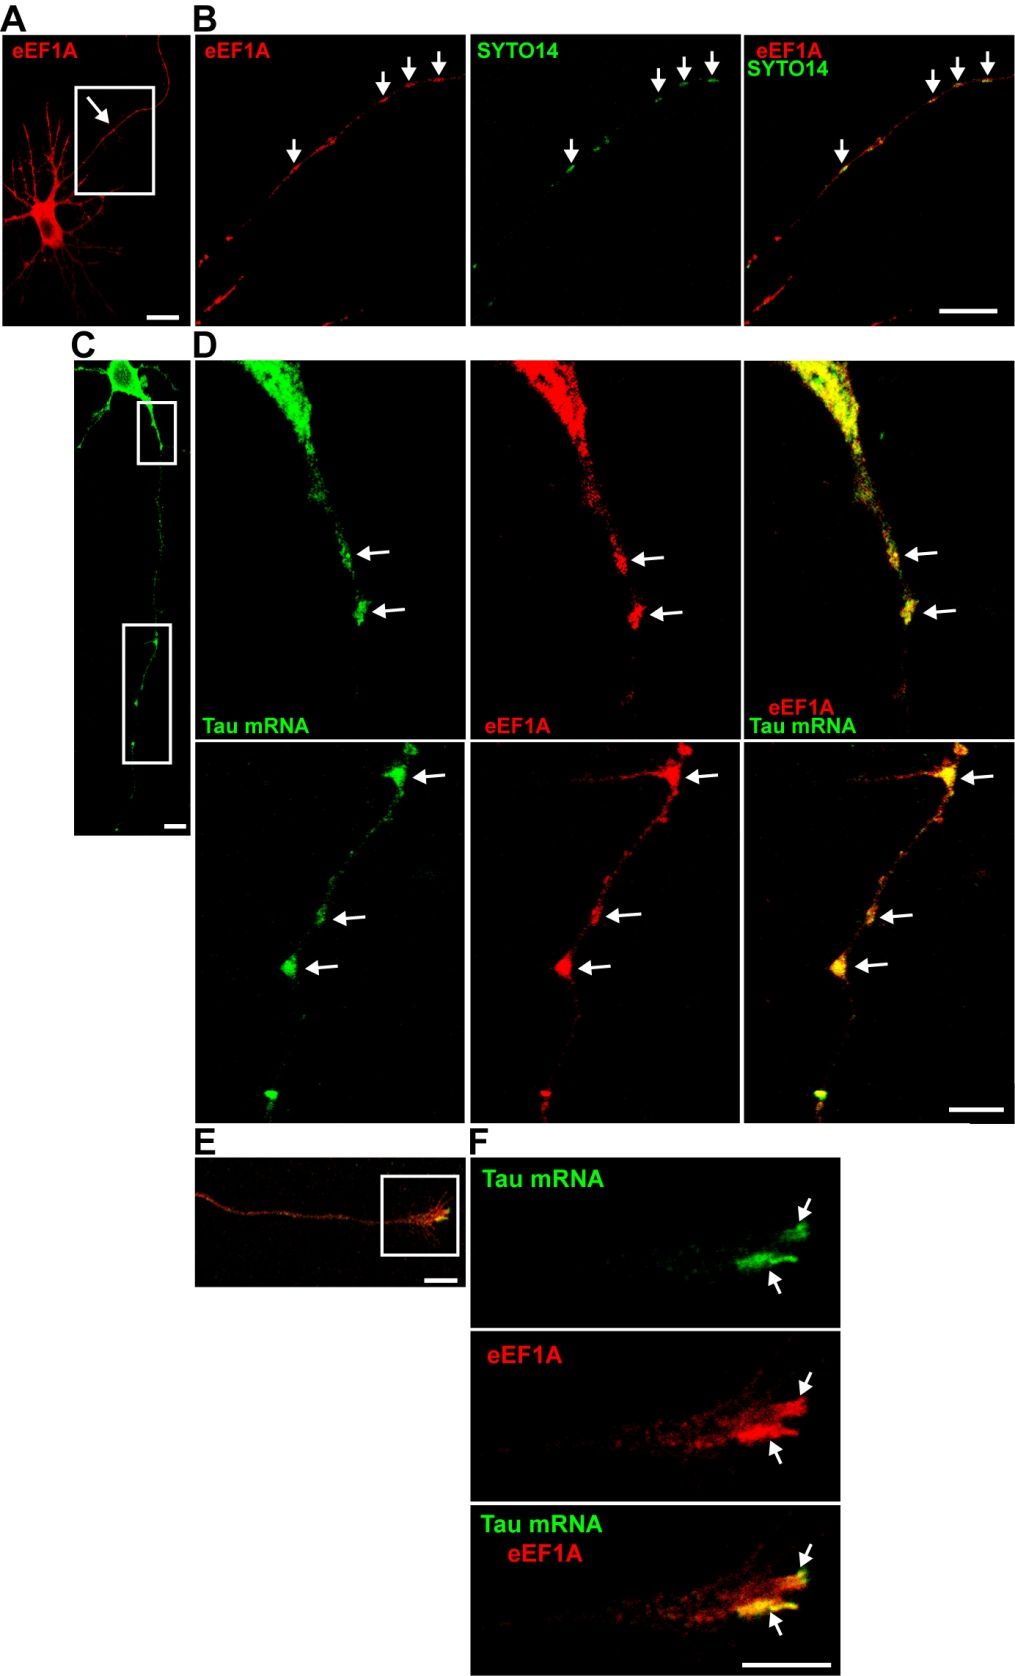 A
B
eEF1A
eEF1A
SYTO14
eEF1A
SYTO14
C
D
Tau mRNA
eEF1A
eEF1A
Tau mRNA
E
F
Tau mRNA
eEF1A
Tau mRNA
eEF1A